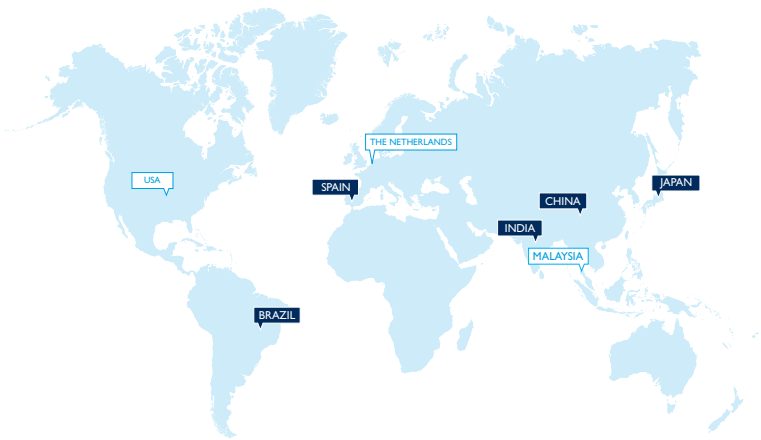 THE NETHERLANDS
USA
SPAIN
JAPAN
CHINA
INDIA
MALAYSIA
BRAZIL